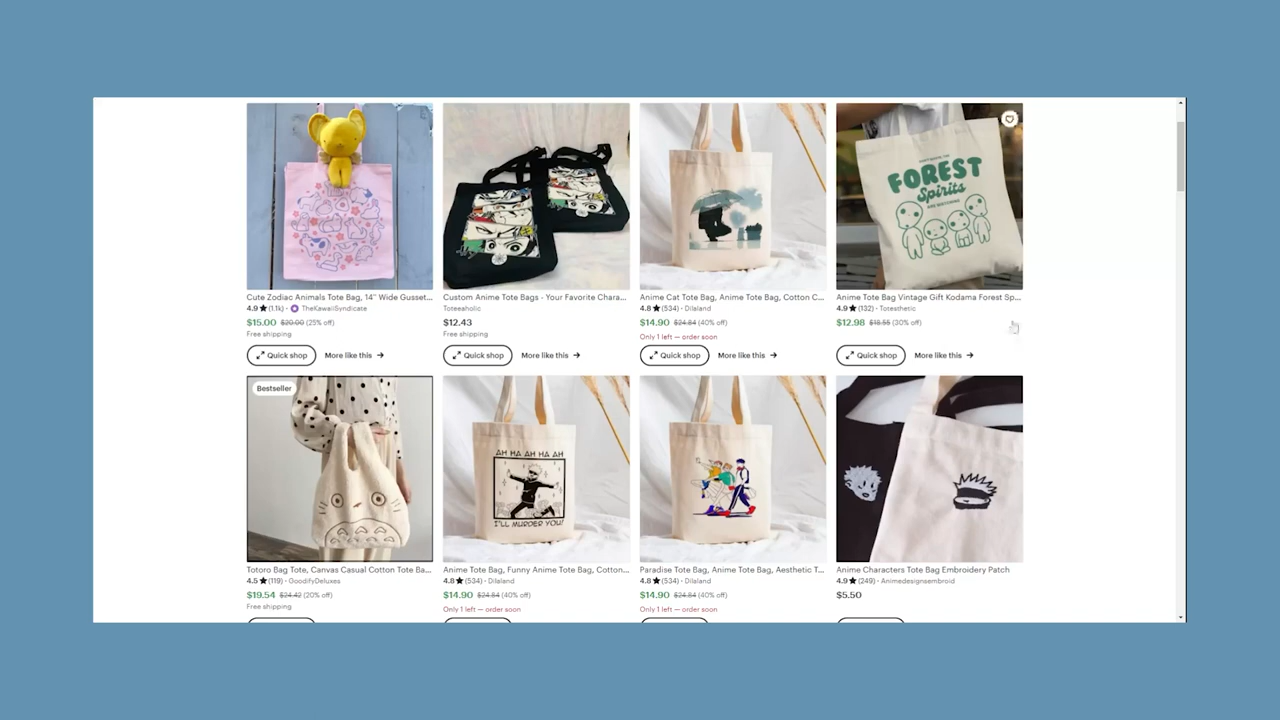 DON'T WORRY THE
FOREST
Spirits
ARE WATCHING
Cute Zodiac Animals Tote Bag, 14" Wide Gusset...
4.9 ★ (1.1k) · TheKawaiiSyndicate
$15.00 $20.00 (25% off)
Free shipping
Quick shop
More like this →
Custom Anime Tote Bags - Your Favorite Chara...
Toteeaholic
$12.43
Free shipping
Quick shop
More like this →
Anime Cat Tote Bag, Anime Tote Bag, Cotton C...
4.8 ★ (534) · Dilaland
$14.90 $24.84 (40% off)
Only 1 left — order soon
Quick shop
More like this →
Anime Tote Bag Vintage Gift Kodama Forest Sp...
4.9 ★ (132) · Totesthetic
$12.98 $18.55 (30% off)
Quick shop
More like this →
Bestseller
Totoro Bag Tote, Canvas Casual Cotton Tote Ba...
4.5 ★ (119) · GoodifyDeluxes
$19.54 $24.42 (20% off)
Free shipping
AH HA AH HA AH
I'LL MURDER YOU!
Anime Tote Bag, Funny Anime Tote Bag, Cotton...
4.8 ★ (534) · Dilaland
$14.90 $24.84 (40% off)
Only 1 left — order soon
Paradise Tote Bag, Anime Tote Bag, Aesthetic T...
4.8 ★ (534) · Dilaland
$14.90 $24.84 (40% off)
Only 1 left — order soon
Anime Characters Tote Bag Embroidery Patch
4.9 ★ (249) · Animedesignsembroid
$5.50